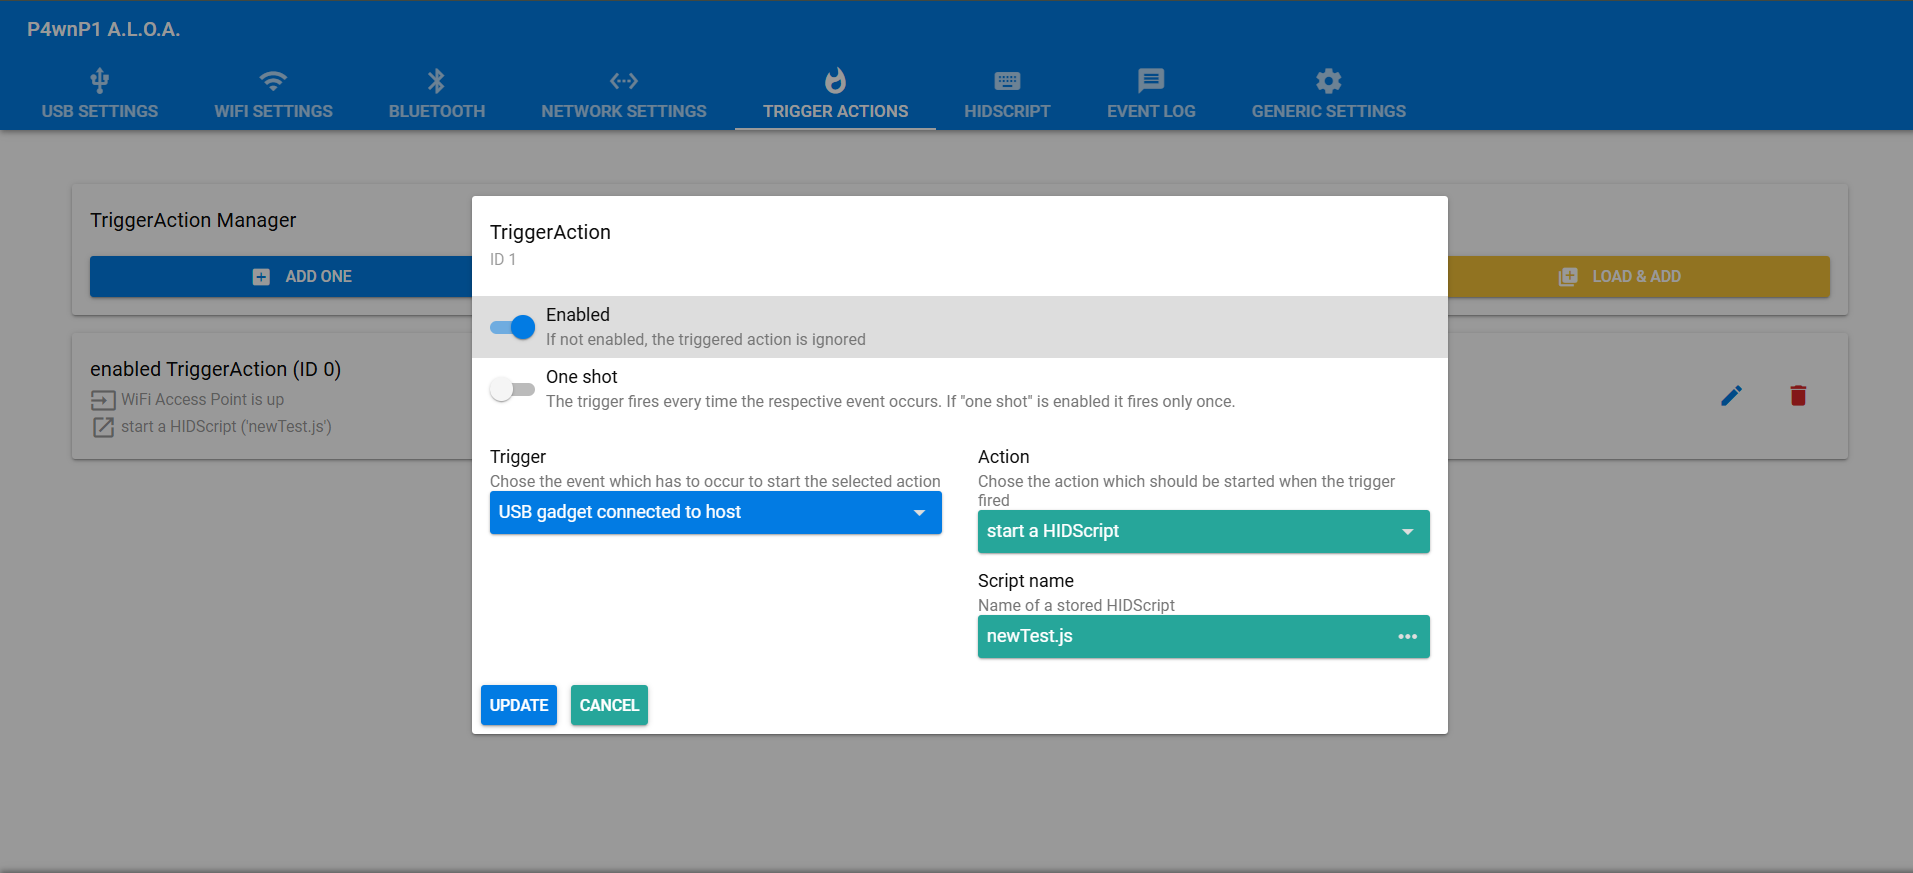 P4wnP1 A.L.O.A.
USB SETTINGS
WIFI SETTINGS
BLUETOOTH
NETWORK SETTINGS
TRIGGER ACTIONS
HIDSCRIPT
EVENT LOG
GENERIC SETTINGS
TriggerAction Manager
ADD ONE
LOAD & ADD
enabled TriggerAction (ID 0)
WiFi Access Point is up
start a HIDScript ('newTest.js')
TriggerAction
ID 1
Enabled
If not enabled, the triggered action is ignored
One shot
The trigger fires every time the respective event occurs. If "one shot" is enabled it fires only once.
Trigger
Chose the event which has to occur to start the selected action
USB gadget connected to host
Action
Chose the action which should be started when the trigger
fired
start a HIDScript
Script name
Name of a stored HIDScript
newTest.js
UPDATE
CANCEL